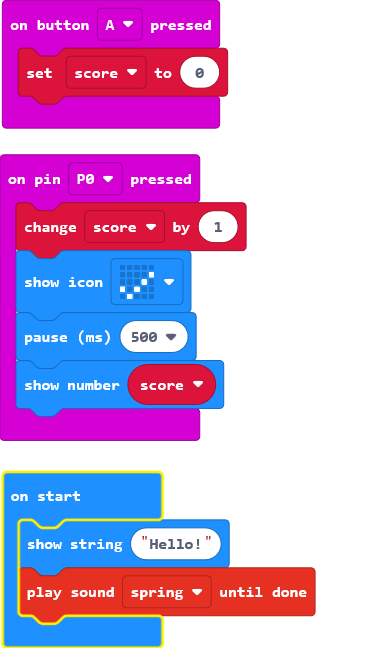 on button A pressed
set score to 0
on pin P0 pressed
change score by 1
show icon
pause (ms) 500
show number score
on start
show string "Hello!"
play sound spring until done